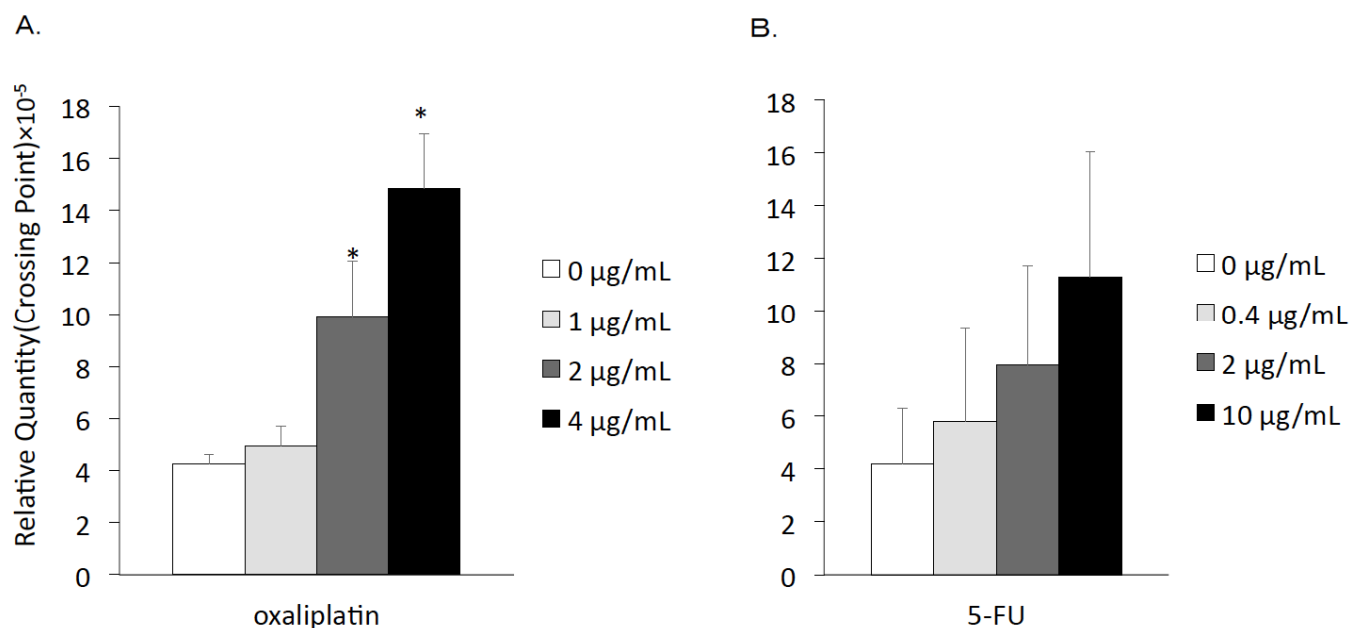 A.
Relative Quantity(Crossing Point)×10-5
18
16
14
12
10
8
6
4
2
0
*
*
0 µg/mL
1 µg/mL
2 µg/mL
4 µg/mL
oxaliplatin
B.
18
16
14
12
10
8
6
4
2
0
0 µg/mL
0.4 µg/mL
2 µg/mL
10 µg/mL
5-FU